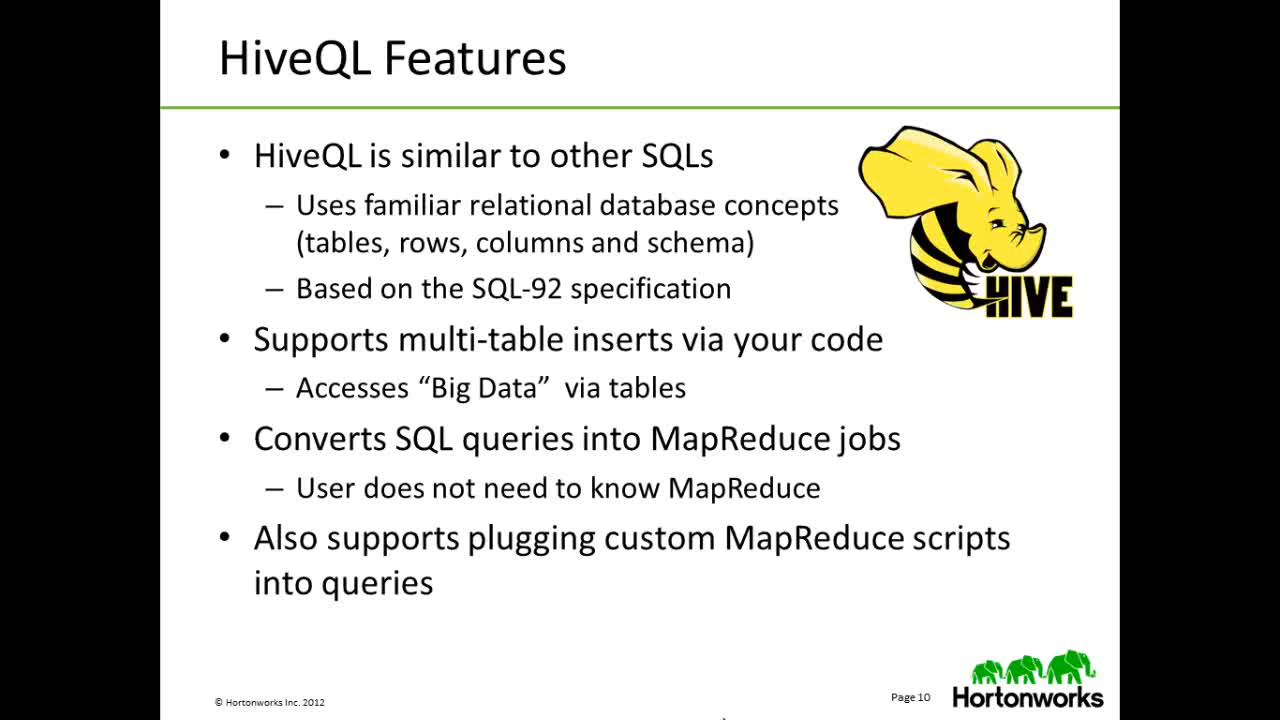 HiveQL Features
• HiveQL is similar to other SQLs
– Uses familiar relational database concepts
(tables, rows, columns and schema)
– Based on the SQL-92 specification
HIVE
• Supports multi-table inserts via your code
– Accesses “Big Data”  via tables
• Converts SQL queries into MapReduce jobs
– User does not need to know MapReduce
• Also supports plugging custom MapReduce scripts
into queries
© Hortonworks Inc. 2012
Page 10
Hortonworks